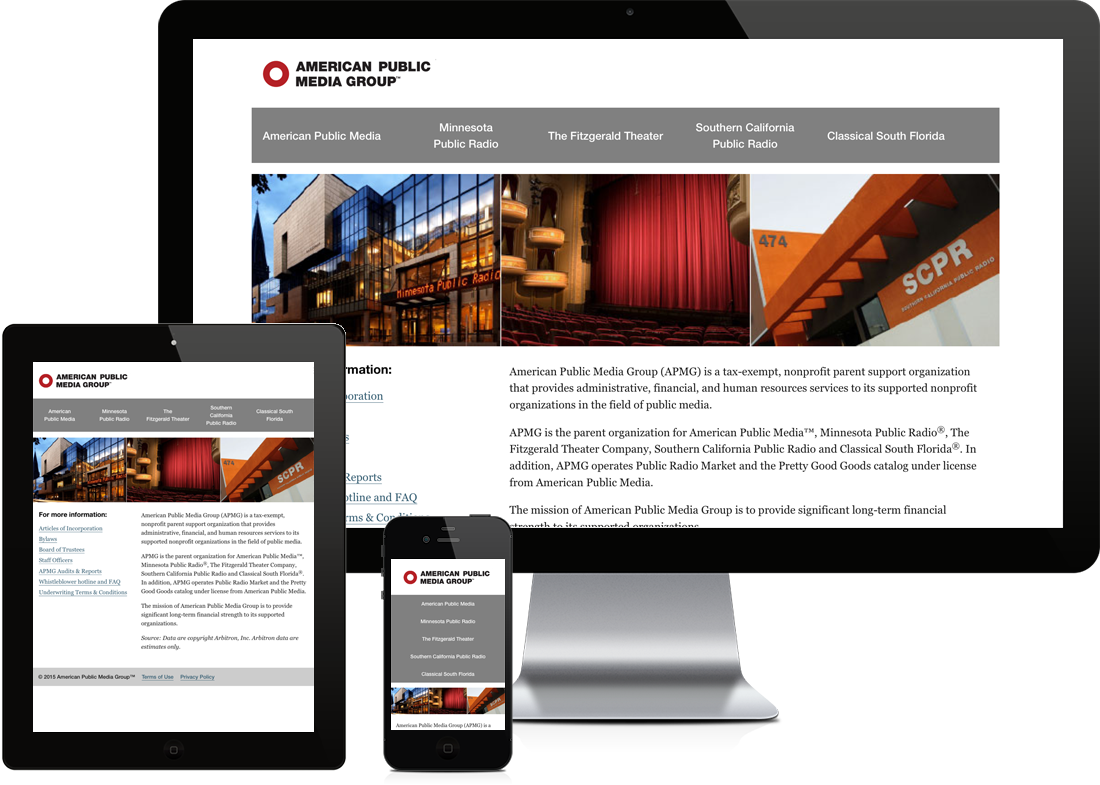 AMERICAN PUBLIC
MEDIA GROUP™
American Public Media
Minnesota
Public Radio
The Fitzgerald Theater
Southern California
Public Radio
Classical South Florida
Minnesota Public Radio
474
SCPR
SOUTHERN CALIFORNIA PUBLIC RADIO
rmation:
oration
s
Reports
otline and FAQ
rms & Conditions
American Public Media Group (APMG) is a tax-exempt, nonprofit parent support organization
that provides administrative, financial, and human resources services to its supported nonprofit
organizations in the field of public media.
APMG is the parent organization for American Public Media™, Minnesota Public Radio®, The
Fitzgerald Theater Company, Southern California Public Radio and Classical South Florida®. In
addition, APMG operates Public Radio Market and the Pretty Good Goods catalog under license
from American Public Media.
The mission of American Public Media Group is to provide significant long-term financial
strength to its supported organizations.
AMERICAN PUBLIC
MEDIA GROUP™
American
Public Media
Minnesota
Public Radio
The
Fitzgerald Theater
Southern
California
Public Radio
Classical South
Florida
474
SCPR
For more information:
Articles of Incorporation
Bylaws
Board of Trustees
Staff Officers
APMG Audits & Reports
Whistleblower hotline and FAQ
Underwriting Terms & Conditions
American Public Media Group (APMG) is a tax-exempt,
nonprofit parent support organization that provides
administrative, financial, and human resources services to its
supported nonprofit organizations in the field of public media.
APMG is the parent organization for American Public Media™,
Minnesota Public Radio®, The Fitzgerald Theater Company,
Southern California Public Radio and Classical South Florida®.
In addition, APMG operates Public Radio Market and the Pretty
Good Goods catalog under license from American Public Media.
The mission of American Public Media Group is to provide
significant long-term financial strength to its supported
organizations.
Source: Data are copyright Arbitron, Inc. Arbitron data are
estimates only.
© 2015 American Public Media Group™ Terms of Use Privacy Policy
AMERICAN PUBLIC
MEDIA GROUP™
American Public Media
Minnesota Public Radio
The Fitzgerald Theater
Southern California Public Radio
Classical South Florida
American Public Media Group (APMG) is a